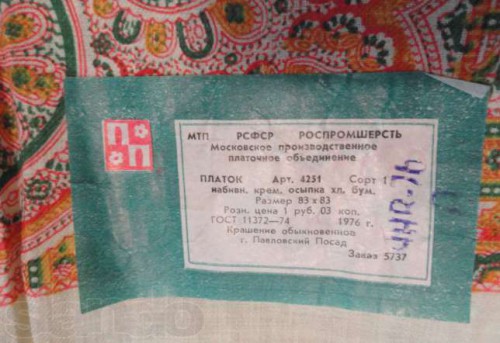 МТП РСФСР РОСПРОМШЕРСТЬ
Московское производственное
платочное объединение
ПЛАТОК Арт. 4251 Сорт 1
набивн. крем. осыпка хл. бум.
Размер 83 х 83
Розн. цена 1 руб. 03 коп.
ГОСТ 11372—74 1976 г.
Крашение обыкновенное
г. Павловский Посад
Заказ 5737